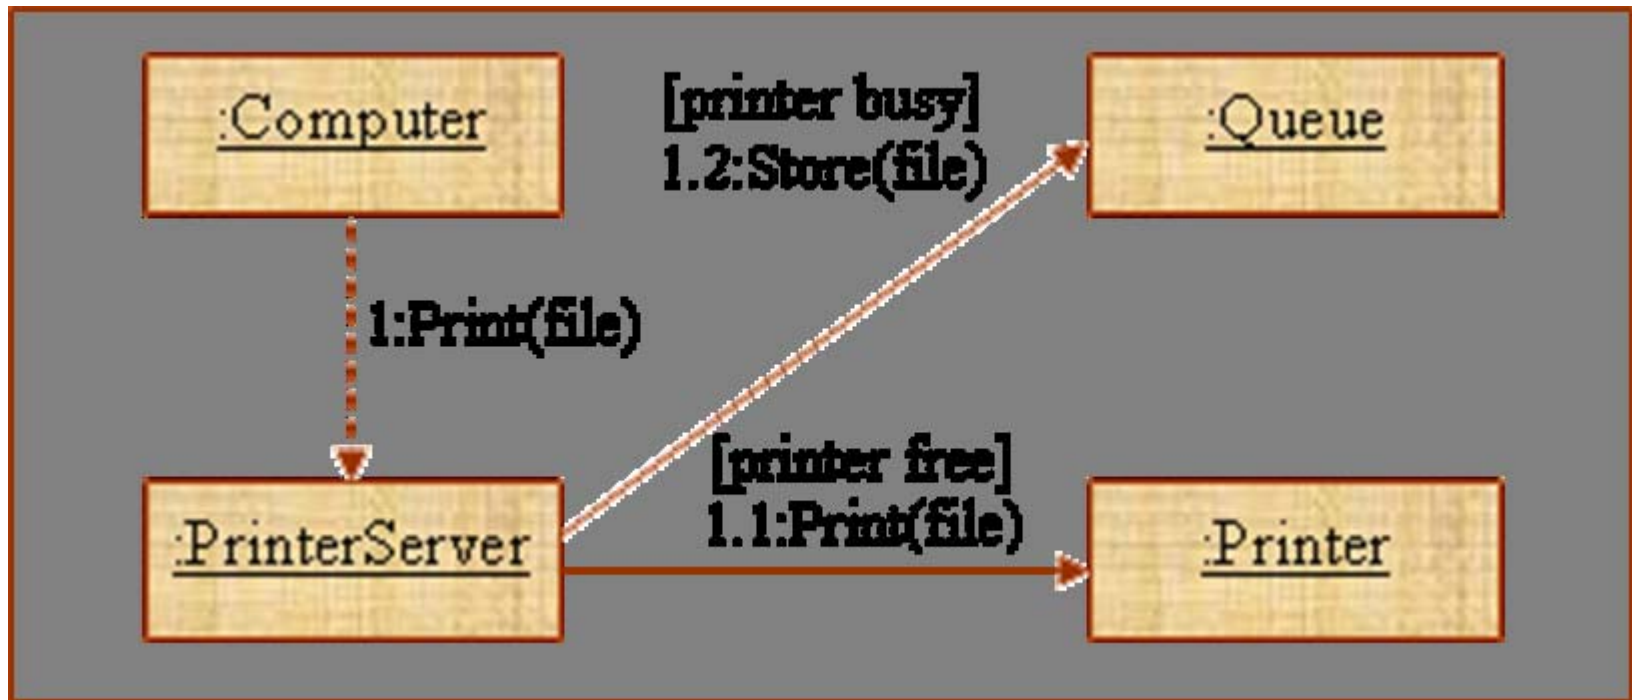 :Computer
[printer busy]
1.2:Store(file)
:Queue
1:Print(file)
[printer free]
1.1:Print(file)
:PrinterServer
:Printer